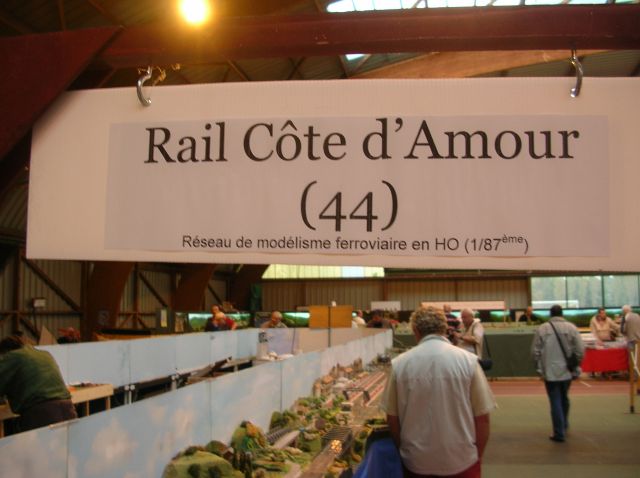 Rail Côte d’Amour
(44)
Réseau de modélisme ferroviaire en HO (1/87ème)